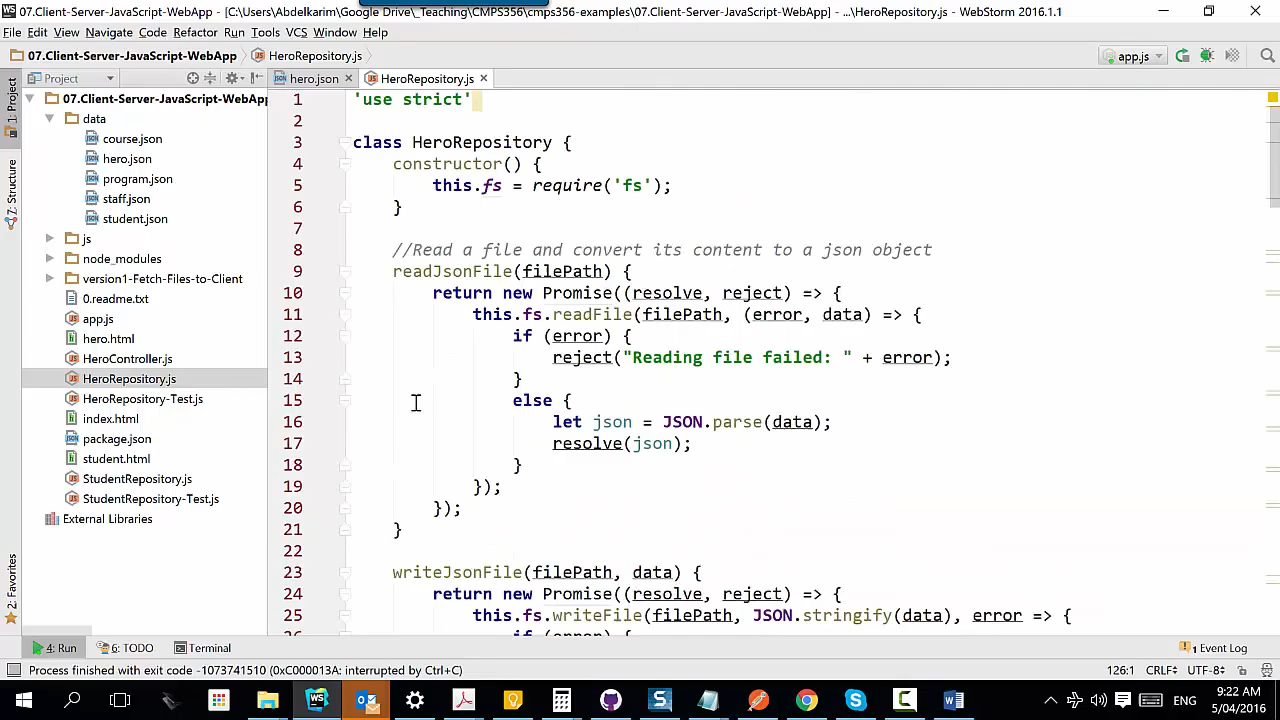 07.Client-Server-JavaScript-WebApp - [C:\Users\Abdelkarim\Google Drive\_Teaching\CMPS356\cmps356-examples\07.Client-Server-JavaScript-WebApp] - ...\HeroRepository.js - WebStorm 2016.1.1
File Edit View Navigate Code Refactor Run Tools VCS Window Help
07.Client-Server-JavaScript-WebApp HeroRepository.js app.js
Project hero.json HeroRepository.js
1: Project
7: Structure
2: Favorites
07.Client-Server-JavaScript-WebApp
data
course.json
hero.json
program.json
staff.json
student.json
js
node_modules
version1-Fetch-Files-to-Client
0.readme.txt
app.js
hero.html
HeroController.js
HeroRepository.js
HeroRepository-Test.js
index.html
package.json
student.html
StudentRepository.js
StudentRepository-Test.js
External Libraries
1 'use strict'
2
3 class HeroRepository {
4 constructor() {
5 this.fs = require('fs');
6 }
7
8 //Read a file and convert its content to a json object
9 readJsonFile(filePath) {
10 return new Promise((resolve, reject) => {
11 this.fs.readFile(filePath, (error, data) => {
12 if (error) {
13 reject("Reading file failed: " + error);
14 }
15 else {
16 let json = JSON.parse(data);
17 resolve(json);
18 }
19 });
20 });
21 }
22
23 writeJsonFile(filePath, data) {
24 return new Promise((resolve, reject) => {
25 this.fs.writeFile(filePath, JSON.stringify(data), error => {
26 if (error) {
4: Run 6: TODO Terminal 1 Event Log
Process finished with exit code -1073741510 (0xC000013A: interrupted by Ctrl+C) 126:1 CRLF÷ UTF-8÷
ENG
9:22 AM
5/04/2016